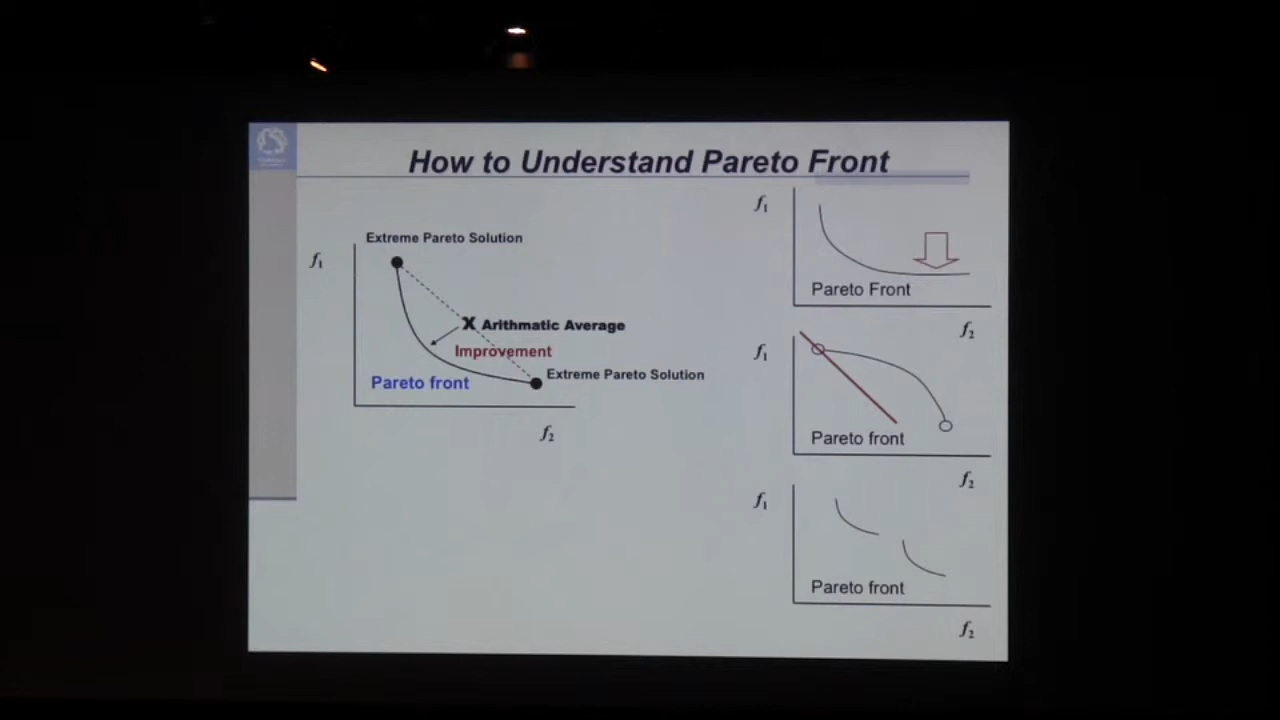 How to Understand Pareto Front
Extreme Pareto Solution
f1
X Arithmatic Average
Improvement
Extreme Pareto Solution
Pareto front
f2
f1
Pareto Front
f2
f1
Pareto front
f2
f1
Pareto front
f2